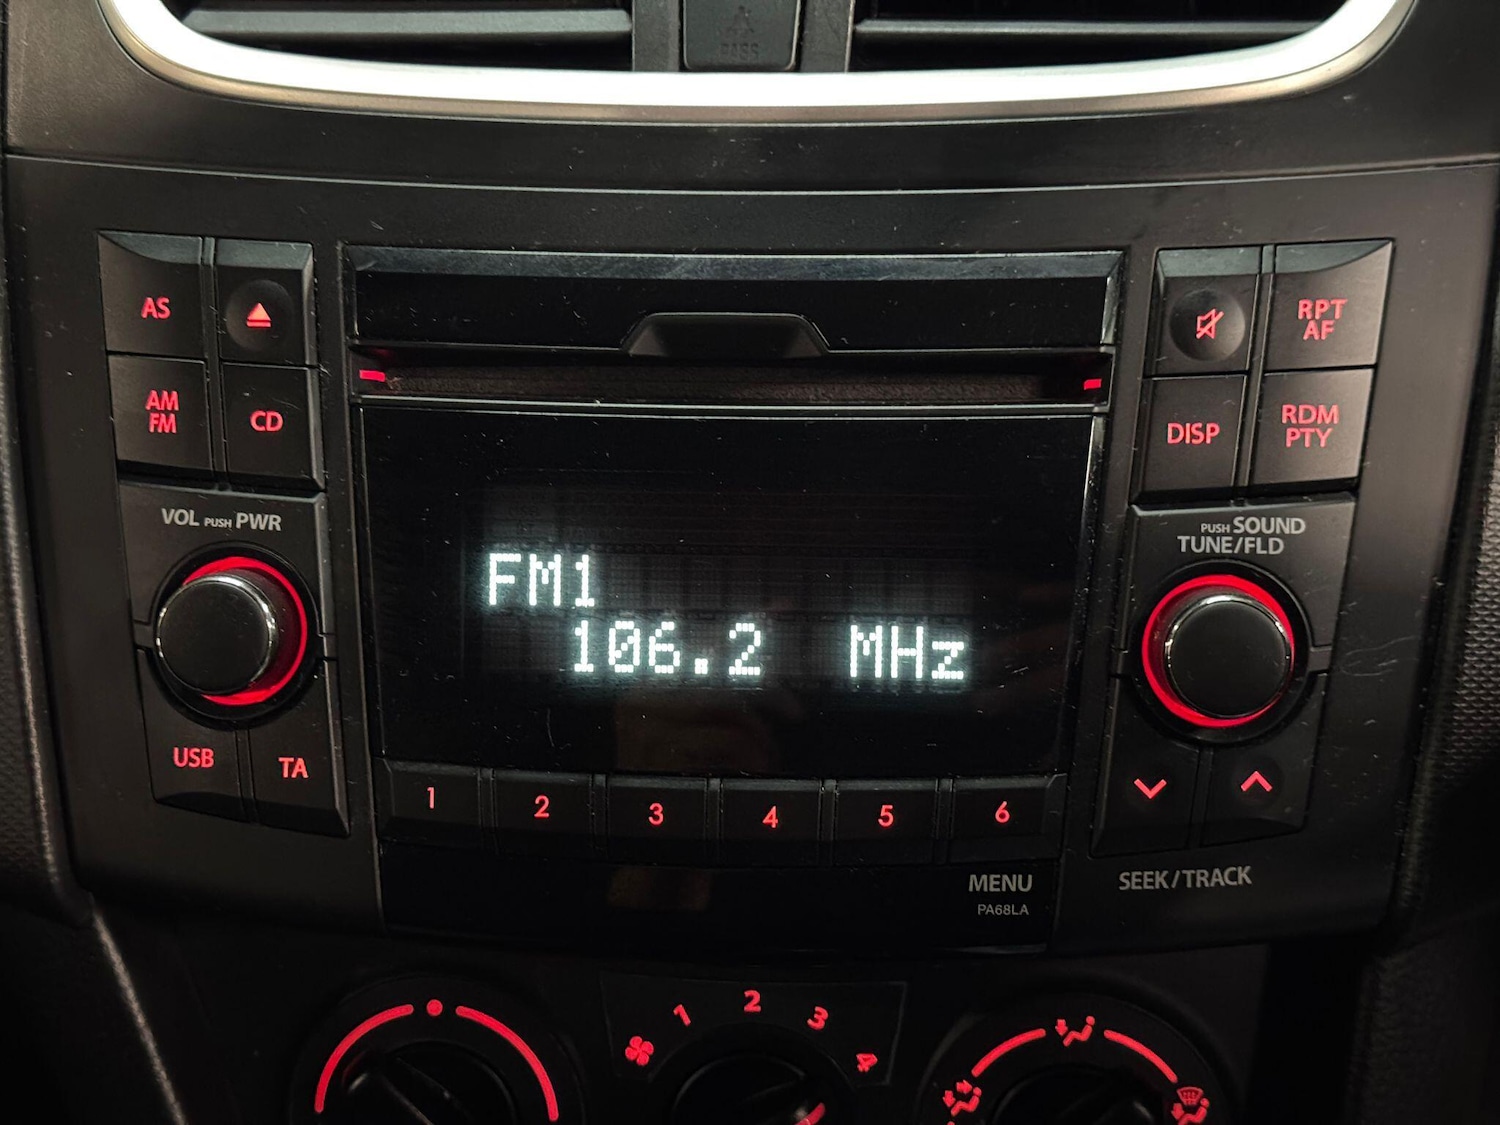 PASS
AS
AM
FM
CD
RPT
AF
DISP
RDM
PTY
VOL PUSH PWR
PUSH SOUND
TUNE/FLD
FM1
106.2 MHz
USB
TA
1
2
3
4
5
6
MENU
PA68LA
SEEK/TRACK
1
2
3
4